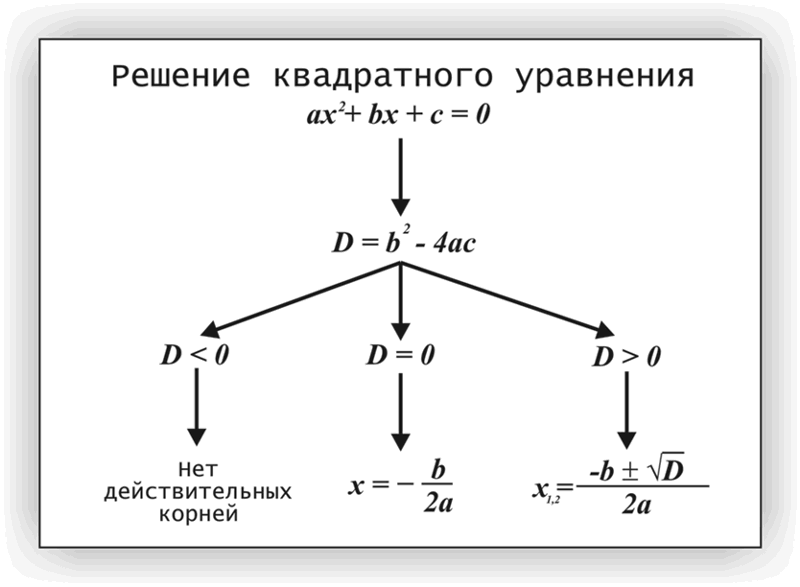 Решение квадратного уравнения
ax²+ bx + c = 0
D = b² - 4ac
D < 0
D = 0
D > 0
Нет
действительных
корней
x = - b/2a
x₁,₂= -b ± √D/2a